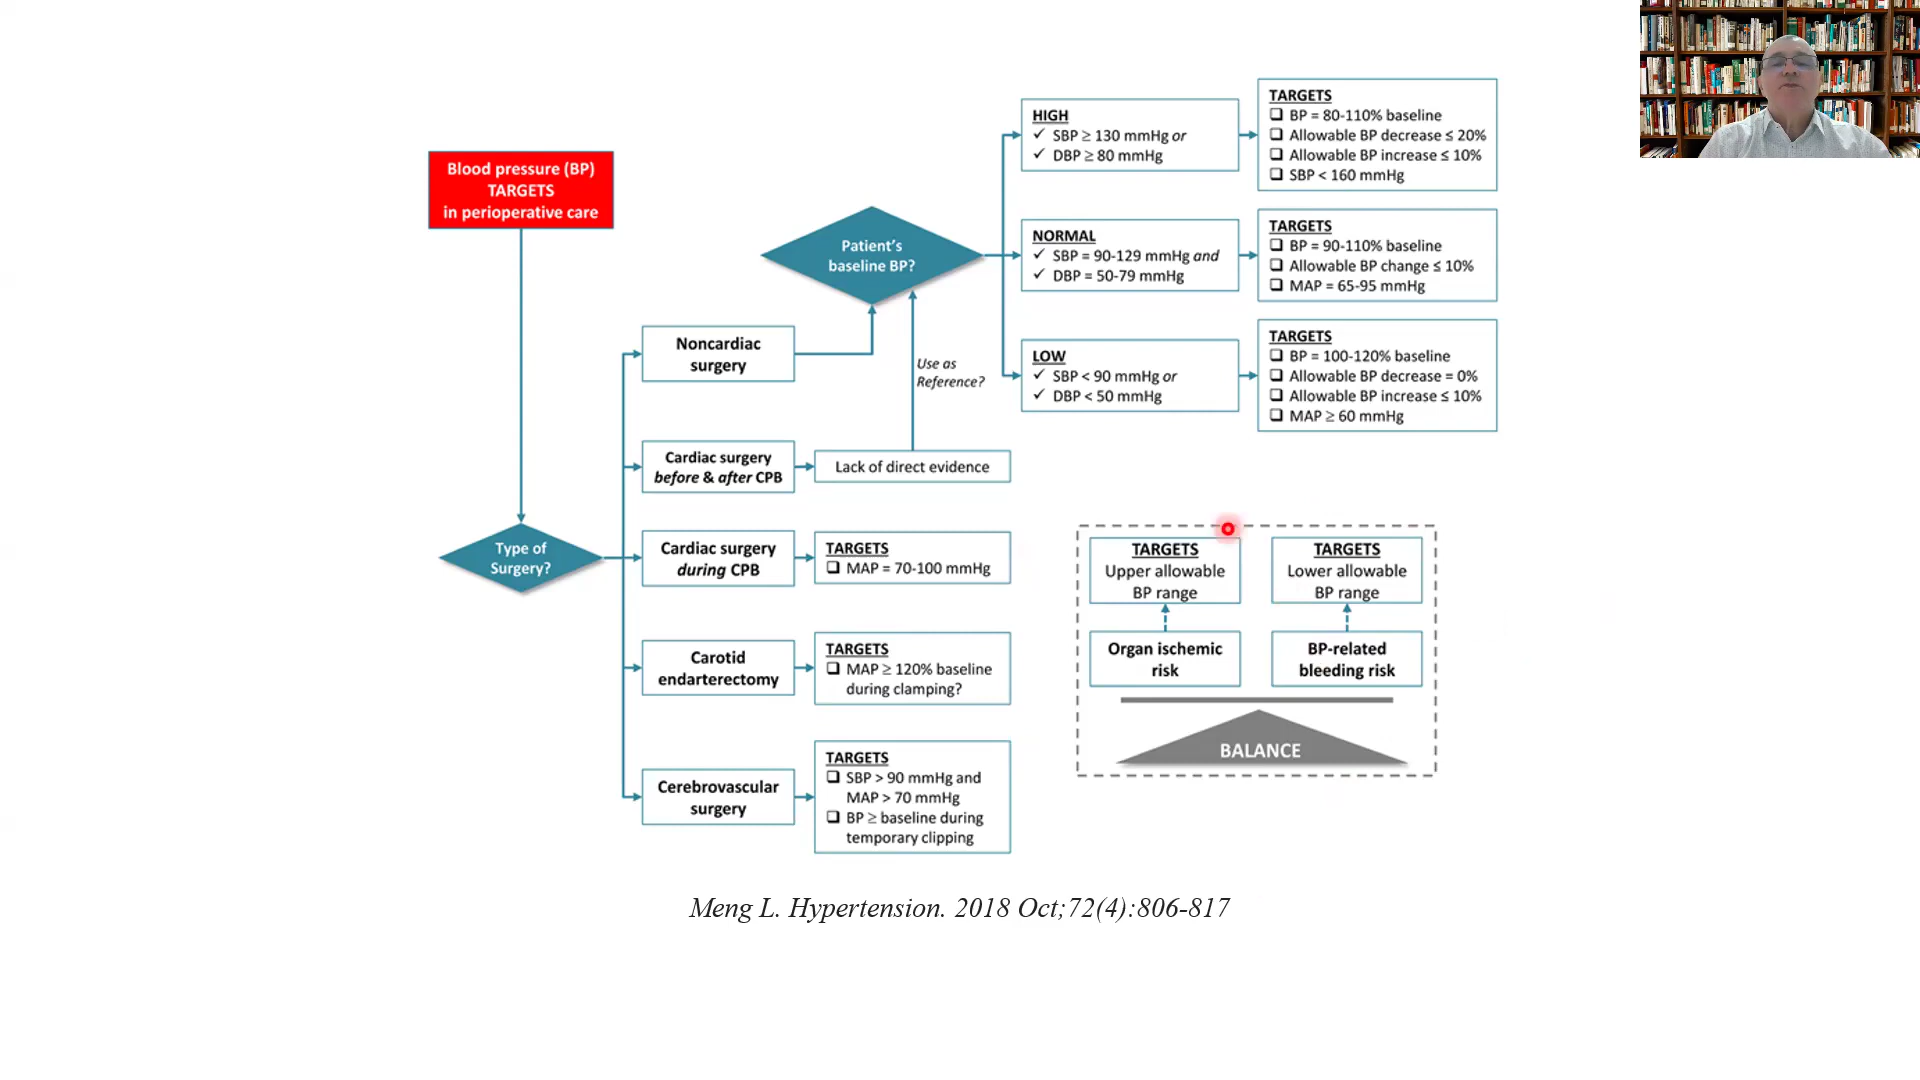 Blood pressure (BP)
TARGETS
in perioperative care
Type of
Surgery?
Noncardiac
surgery
Cardiac surgery
before & after CPB
Lack of direct evidence
Use as
Reference?
Cardiac surgery
during CPB
TARGETS
❑ MAP = 70-100 mmHg
Carotid
endarterectomy
TARGETS
❑ MAP ≥ 120% baseline
during clamping?
Cerebrovascular
surgery
TARGETS
❑ SBP > 90 mmHg and
MAP > 70 mmHg
❑ BP ≥ baseline during
temporary clipping
Patient's
baseline BP?
HIGH
✓ SBP ≥ 130 mmHg or
✓ DBP ≥ 80 mmHg
TARGETS
❑ BP = 80-110% baseline
❑ Allowable BP decrease ≤ 20%
❑ Allowable BP increase ≤ 10%
❑ SBP < 160 mmHg
NORMAL
✓ SBP = 90-129 mmHg and
✓ DBP = 50-79 mmHg
TARGETS
❑ BP = 90-110% baseline
❑ Allowable BP change ≤ 10%
❑ MAP = 65-95 mmHg
LOW
✓ SBP < 90 mmHg or
✓ DBP < 50 mmHg
TARGETS
❑ BP = 100-120% baseline
❑ Allowable BP decrease = 0%
❑ Allowable BP increase ≤ 10%
❑ MAP ≥ 60 mmHg
TARGETS
Upper allowable
BP range
Organ ischemic
risk
TARGETS
Lower allowable
BP range
BP-related
bleeding risk
BALANCE
Meng L. Hypertension. 2018 Oct;72(4):806-817